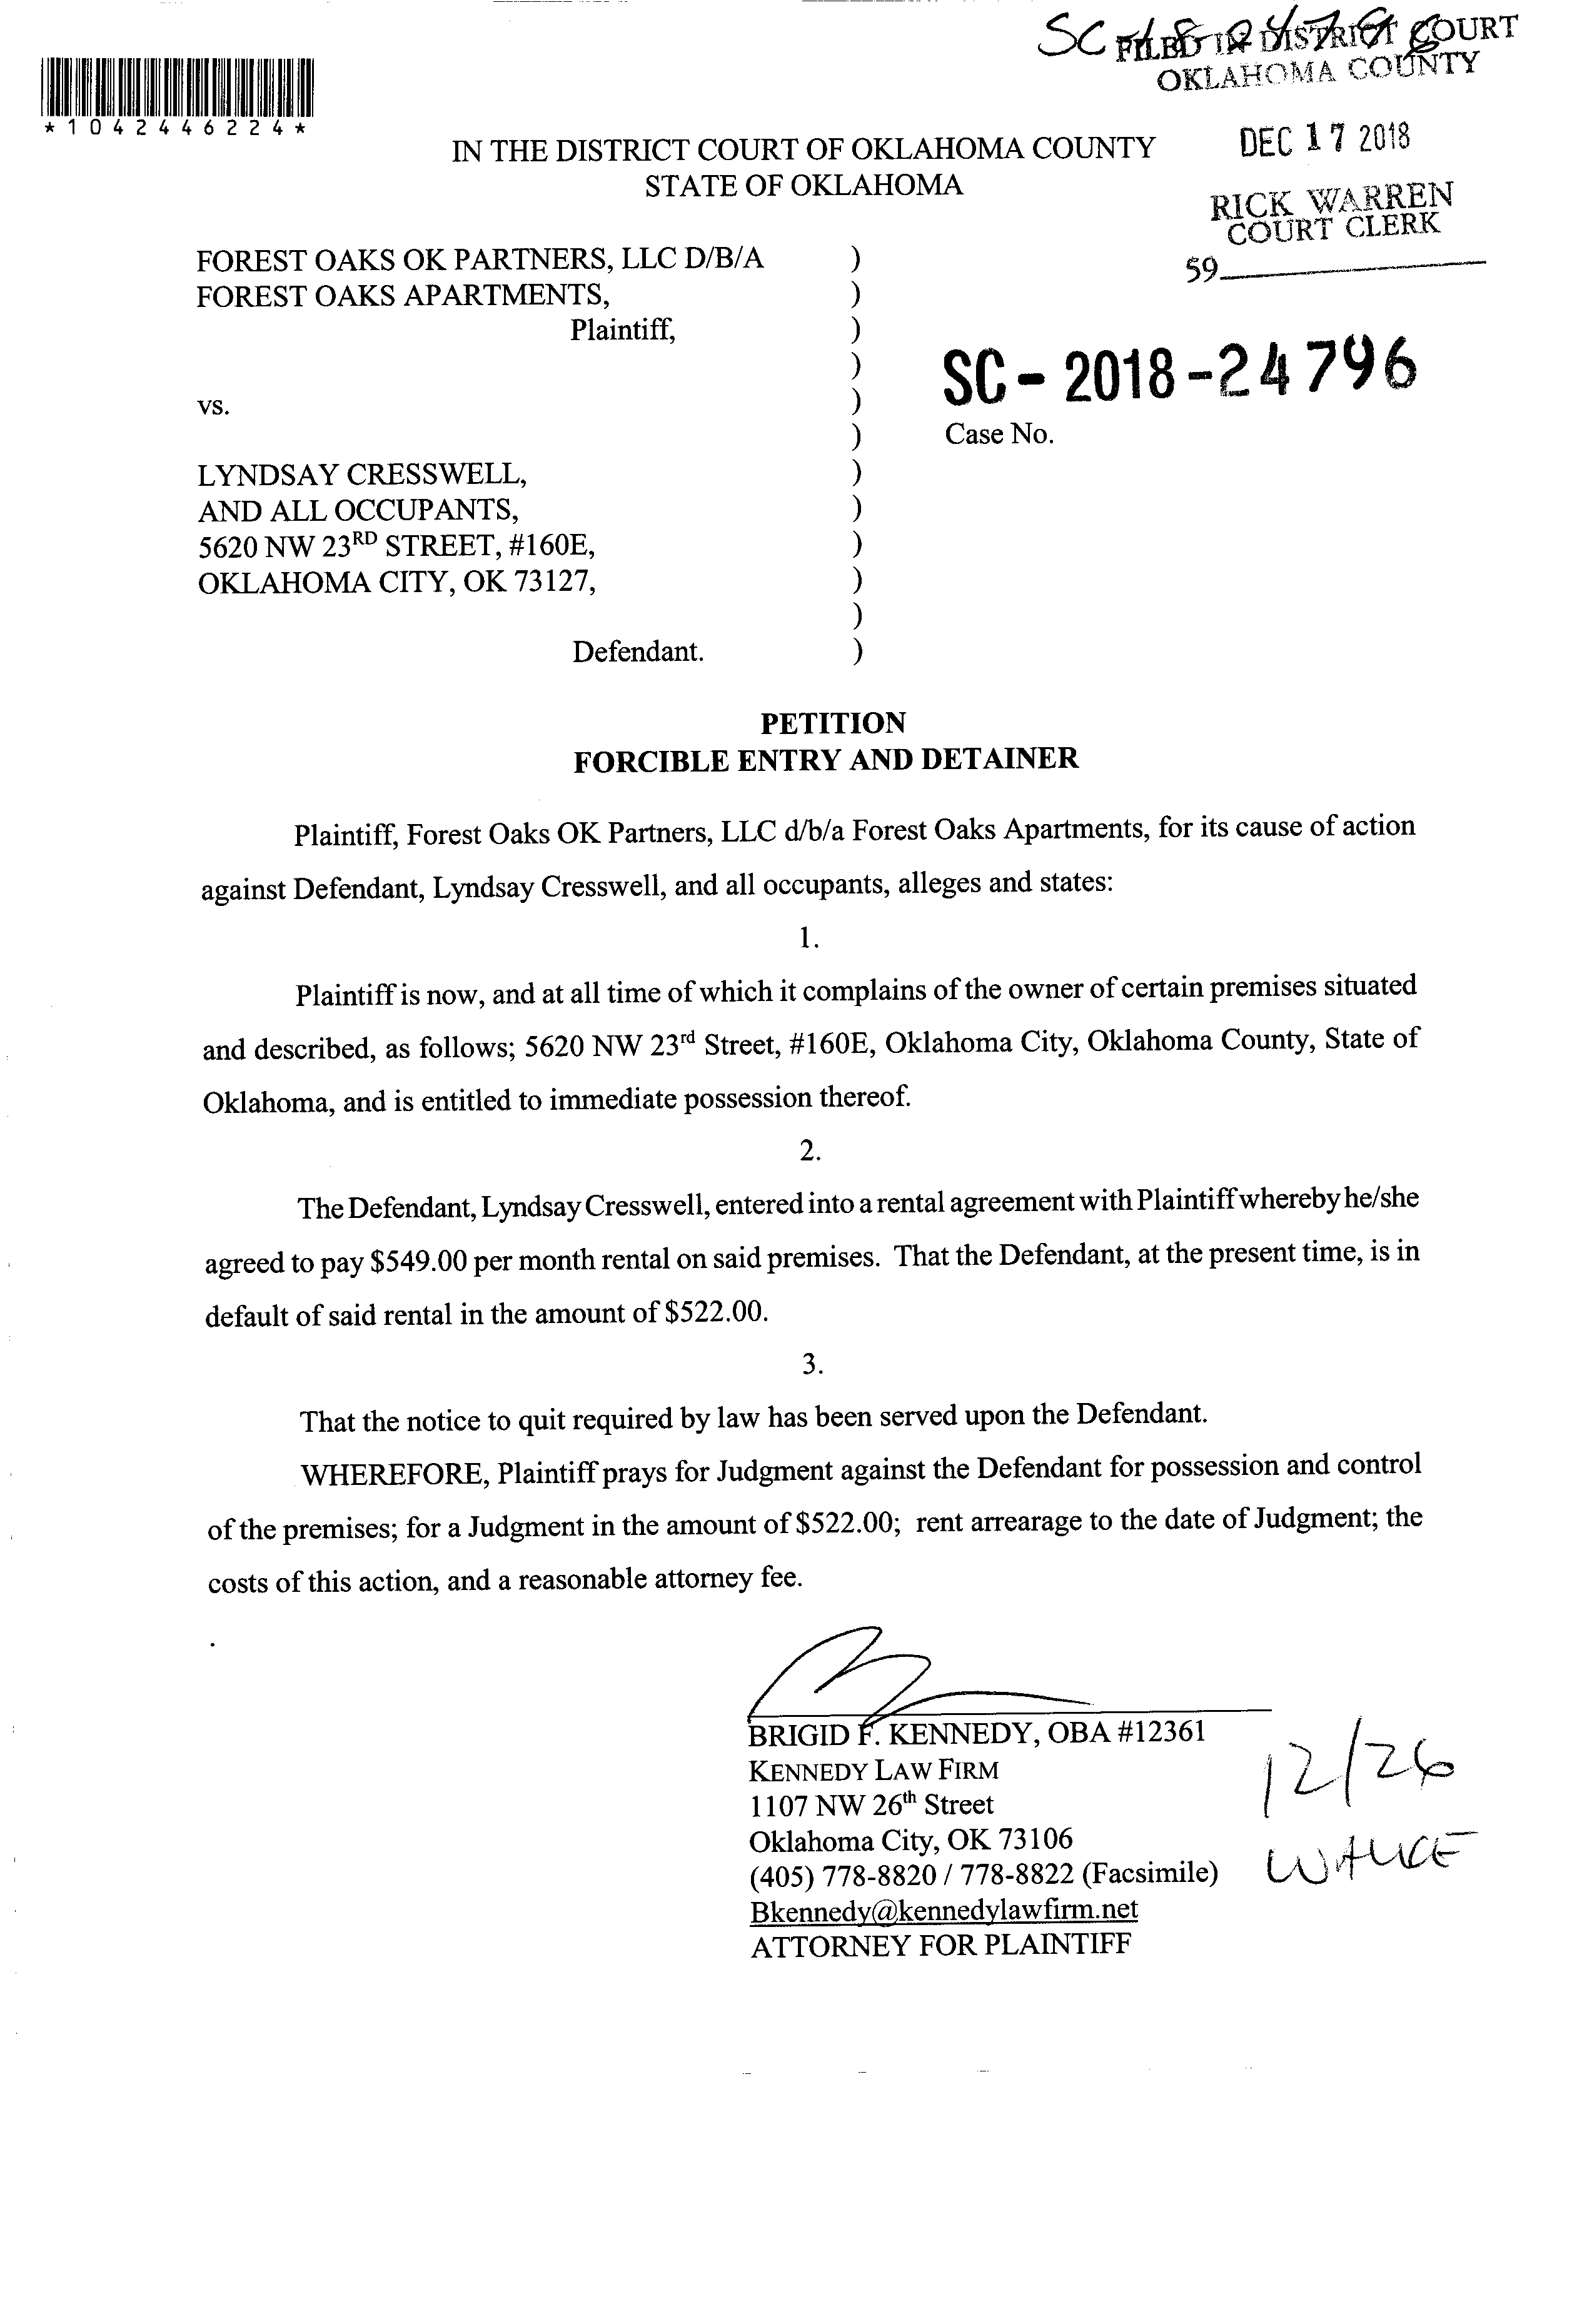 SC-18-24796
FILED IN DISTRICT COURT
OKLAHOMA COUNTY
*1042446224*
DEC 17 2018
IN THE DISTRICT COURT OF OKLAHOMA COUNTY
STATE OF OKLAHOMA
RICK WARREN
COURT CLERK
59
FOREST OAKS OK PARTNERS, LLC D/B/A )
FOREST OAKS APARTMENTS, )
Plaintiff, )
)
SC-2018-24796
vs. )
) Case No.
LYNDSAY CRESSWELL, )
AND ALL OCCUPANTS, )
5620 NW 23RD STREET, #160E, )
OKLAHOMA CITY, OK 73127, )
)
Defendant. )
PETITION
FORCIBLE ENTRY AND DETAINER
Plaintiff, Forest Oaks OK Partners, LLC d/b/a Forest Oaks Apartments, for its cause of action
against Defendant, Lyndsay Cresswell, and all occupants, alleges and states:
1.
Plaintiff is now, and at all time of which it complains of the owner of certain premises situated
and described, as follows; 5620 NW 23rd Street, #160E, Oklahoma City, Oklahoma County, State of
Oklahoma, and is entitled to immediate possession thereof.
2.
The Defendant, Lyndsay Cresswell, entered into a rental agreement with Plaintiff whereby he/she
agreed to pay $549.00 per month rental on said premises. That the Defendant, at the present time, is in
default of said rental in the amount of $522.00.
3.
That the notice to quit required by law has been served upon the Defendant.
WHEREFORE, Plaintiff prays for Judgment against the Defendant for possession and control
of the premises; for a Judgment in the amount of $522.00; rent arrearage to the date of Judgment; the
costs of this action, and a reasonable attorney fee.
.
BRIGID F. KENNEDY, OBA #12361
KENNEDY LAW FIRM
1107 NW 26th Street
Oklahoma City, OK 73106
(405) 778-8820 / 778-8822 (Facsimile)
Bkennedy@kennedylawfirm.net
ATTORNEY FOR PLAINTIFF
12/26